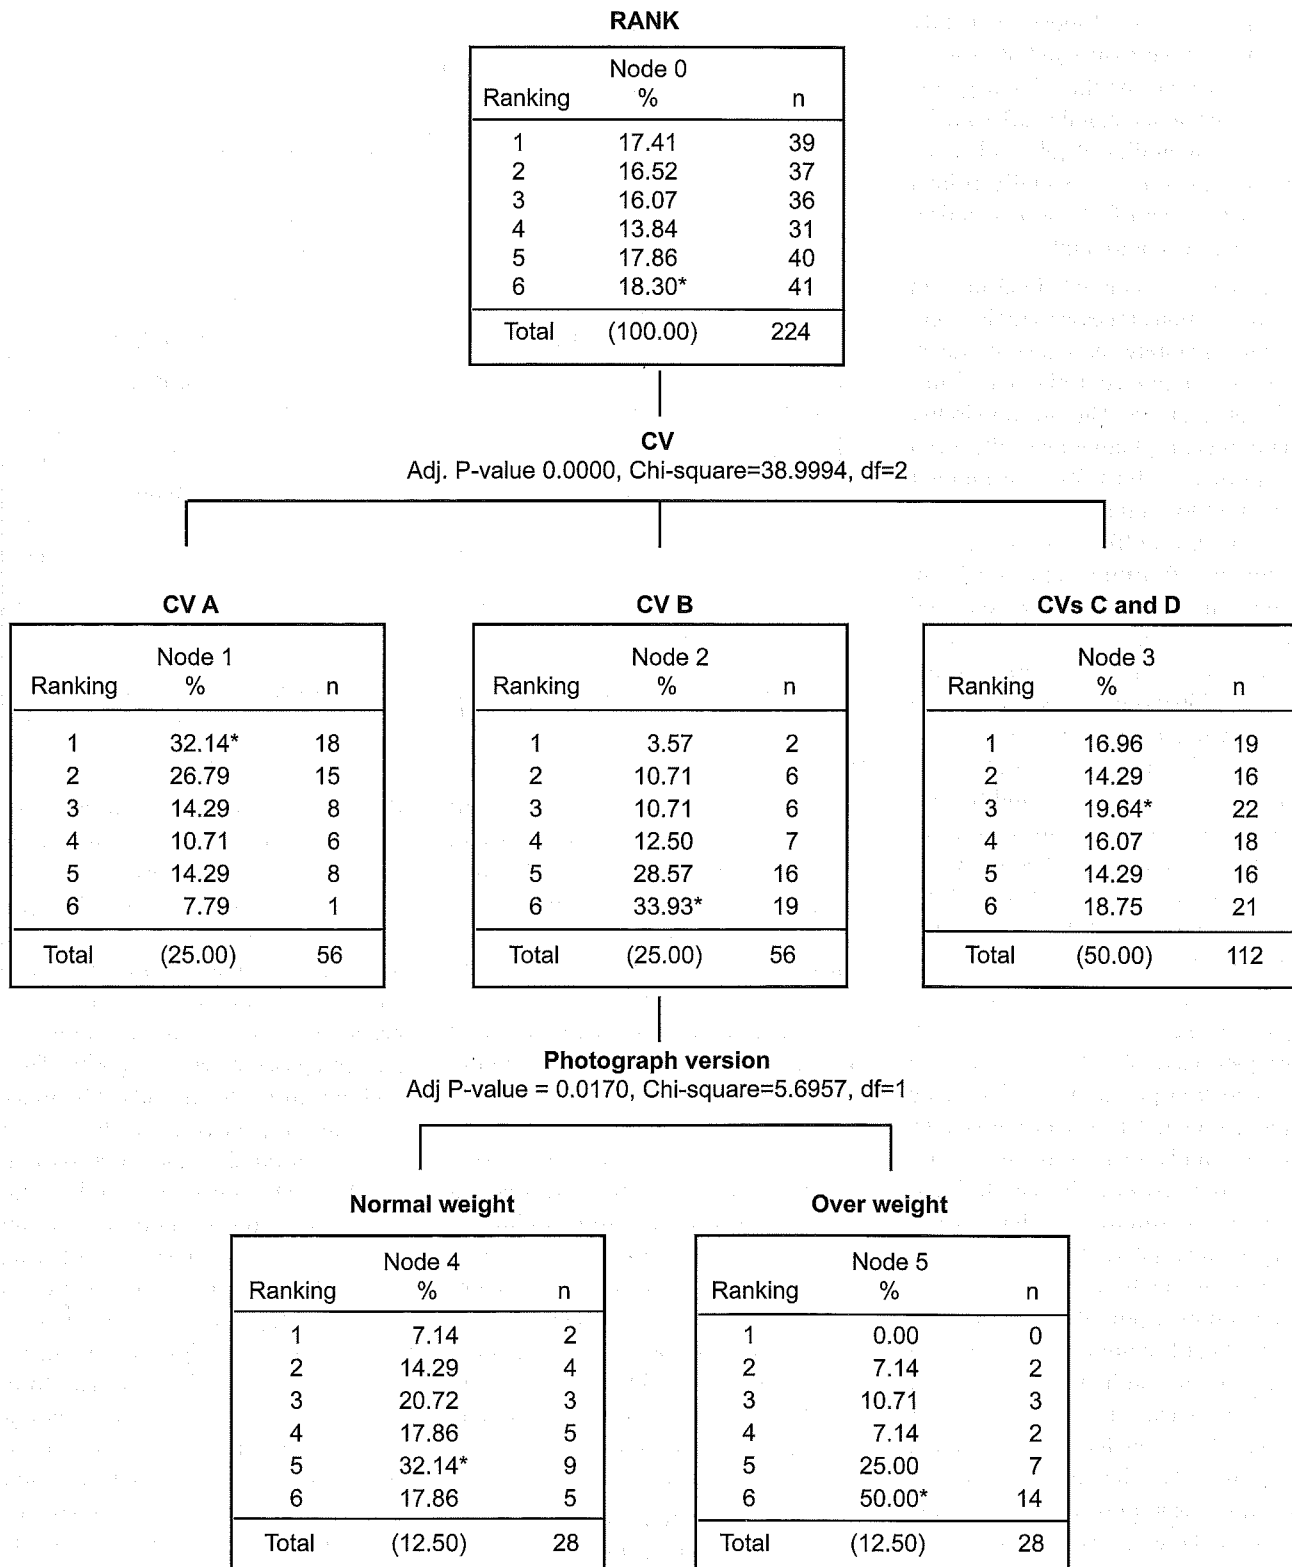 RANK
Node 0
Ranking % n
1 17.41 39
2 16.52 37
3 16.07 36
4 13.84 31
5 17.86 40
6 18.30* 41
Total (100.00) 224
CV
Adj. P-value 0.0000, Chi-square=38.9994, df=2
CV A
Node 1
Ranking % n
1 32.14* 18
2 26.79 15
3 14.29 8
4 10.71 6
5 14.29 8
6 7.79 1
Total (25.00) 56
CV B
Node 2
Ranking % n
1 3.57 2
2 10.71 6
3 10.71 6
4 12.50 7
5 28.57 16
6 33.93* 19
Total (25.00) 56
CVs C and D
Node 3
Ranking % n
1 16.96 19
2 14.29 16
3 19.64* 22
4 16.07 18
5 14.29 16
6 18.75 21
Total (50.00) 112
Photograph version
Adj P-value = 0.0170, Chi-square=5.6957, df=1
Normal weight
Node 4
Ranking % n
1 7.14 2
2 14.29 4
3 20.72 3
4 17.86 5
5 32.14* 9
6 17.86 5
Total (12.50) 28
Over weight
Node 5
Ranking % n
1 0.00 0
2 7.14 2
3 10.71 3
4 7.14 2
5 25.00 7
6 50.00* 14
Total (12.50) 28